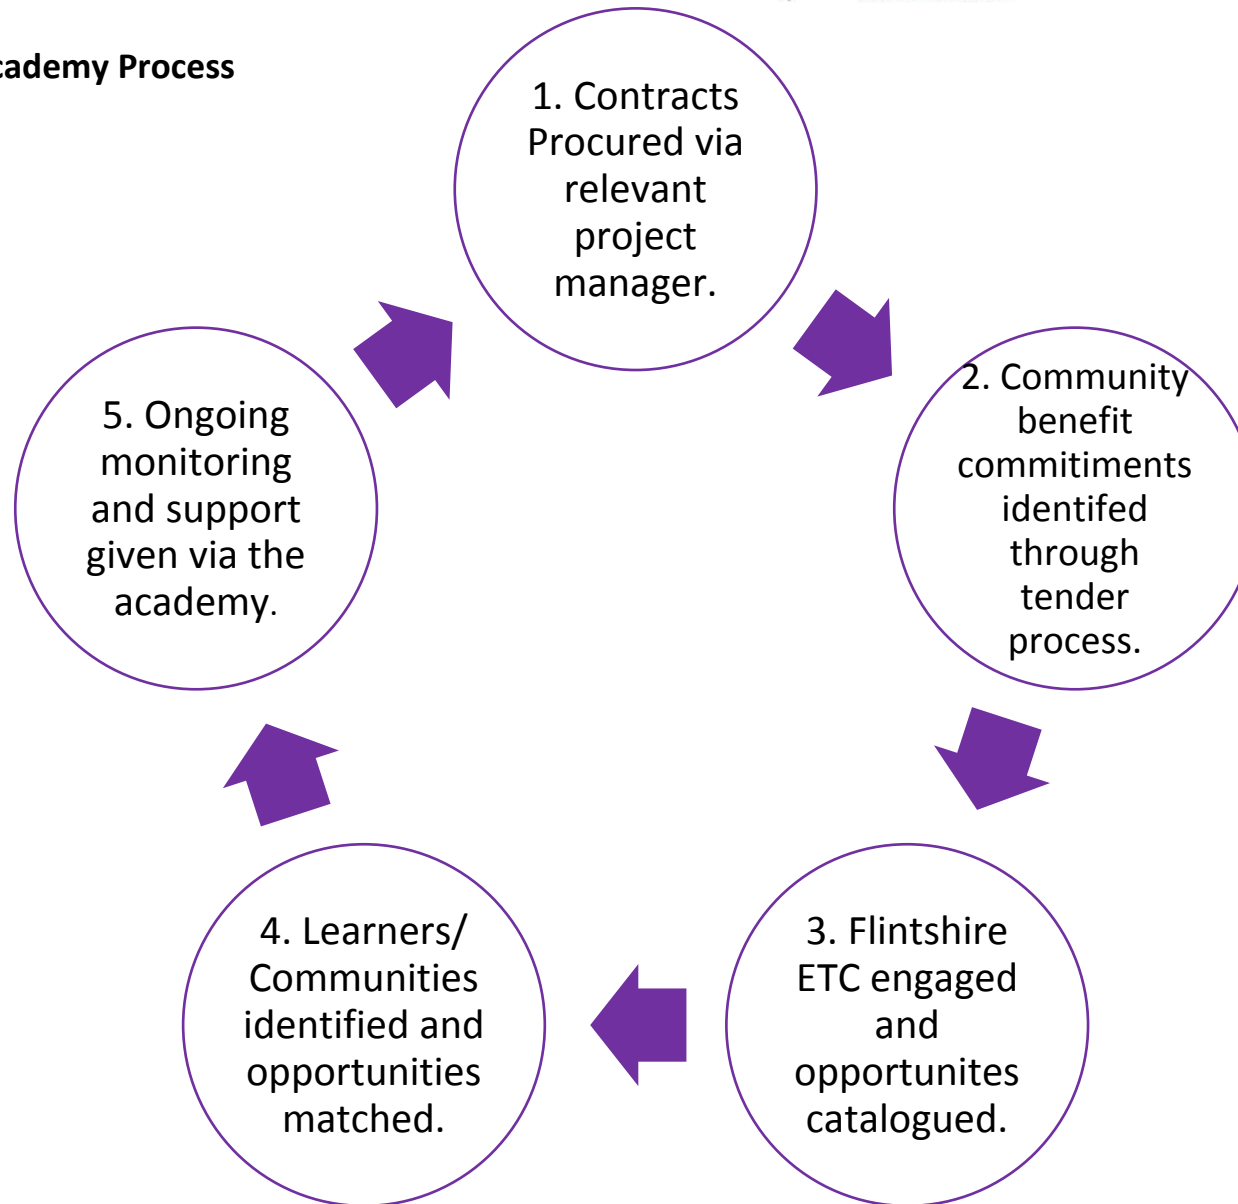 cademy Process
1. Contracts
Procured via
relevant
project
manager.
2. Community
benefit
commitiments
identifed
through
tender
process.
3. Flintshire
ETC engaged
and
opportunites
catalogued.
4. Learners/
Communities
identified and
opportunities
matched.
5. Ongoing
monitoring
and support
given via the
academy.